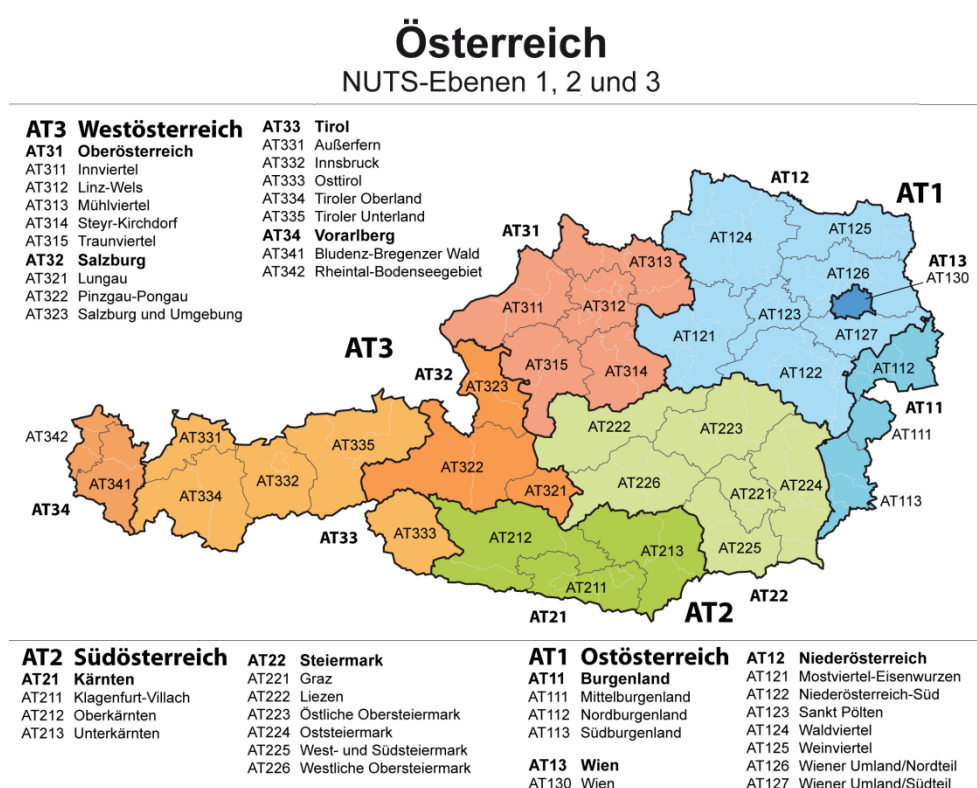 Österreich
NUTS-Ebenen 1, 2 und 3
AT3 Westösterreich
AT31 Oberösterreich
AT311 Innviertel
AT312 Linz-Wels
AT313 Mühlviertel
AT314 Steyr-Kirchdorf
AT315 Traunviertel
AT32 Salzburg
AT321 Lungau
AT322 Pinzgau-Pongau
AT323 Salzburg und Umgebung
AT33 Tirol
AT331 Außerfern
AT332 Innsbruck
AT333 Osttirol
AT334 Tiroler Oberland
AT335 Tiroler Unterland
AT34 Vorarlberg
AT341 Bludenz-Bregenzer Wald
AT342 Rheintal-Bodenseegebiet
AT12
AT1
AT31
AT124
AT125
AT13
AT130
AT313
AT126
AT311
AT312
AT123
AT121
AT127
AT3
AT315
AT314
AT122
AT112
AT32
AT323
AT11
AT111
AT222
AT223
AT342
AT331
AT335
AT322
AT341
AT334
AT332
AT321
AT226
AT221
AT224
AT113
AT34
AT33
AT333
AT212
AT213
AT225
AT211
AT21
AT2
AT22
AT2 Südösterreich
AT21 Kärnten
AT211 Klagenfurt-Villach
AT212 Oberkärnten
AT213 Unterkärnten
AT22 Steiermark
AT221 Graz
AT222 Liezen
AT223 Östliche Obersteiermark
AT224 Oststeiermark
AT225 West- und Südsteiermark
AT226 Westliche Obersteiermark
AT1 Ostösterreich
AT11 Burgenland
AT111 Mittelburgenland
AT112 Nordburgenland
AT113 Südburgenland
AT13 Wien
AT130 Wien
AT12 Niederösterreich
AT121 Mostviertel-Eisenwurzen
AT122 Niederösterreich-Süd
AT123 Sankt Pölten
AT124 Waldviertel
AT125 Weinviertel
AT126 Wiener Umland/Nordteil
AT127 Wiener Umland/Südteil